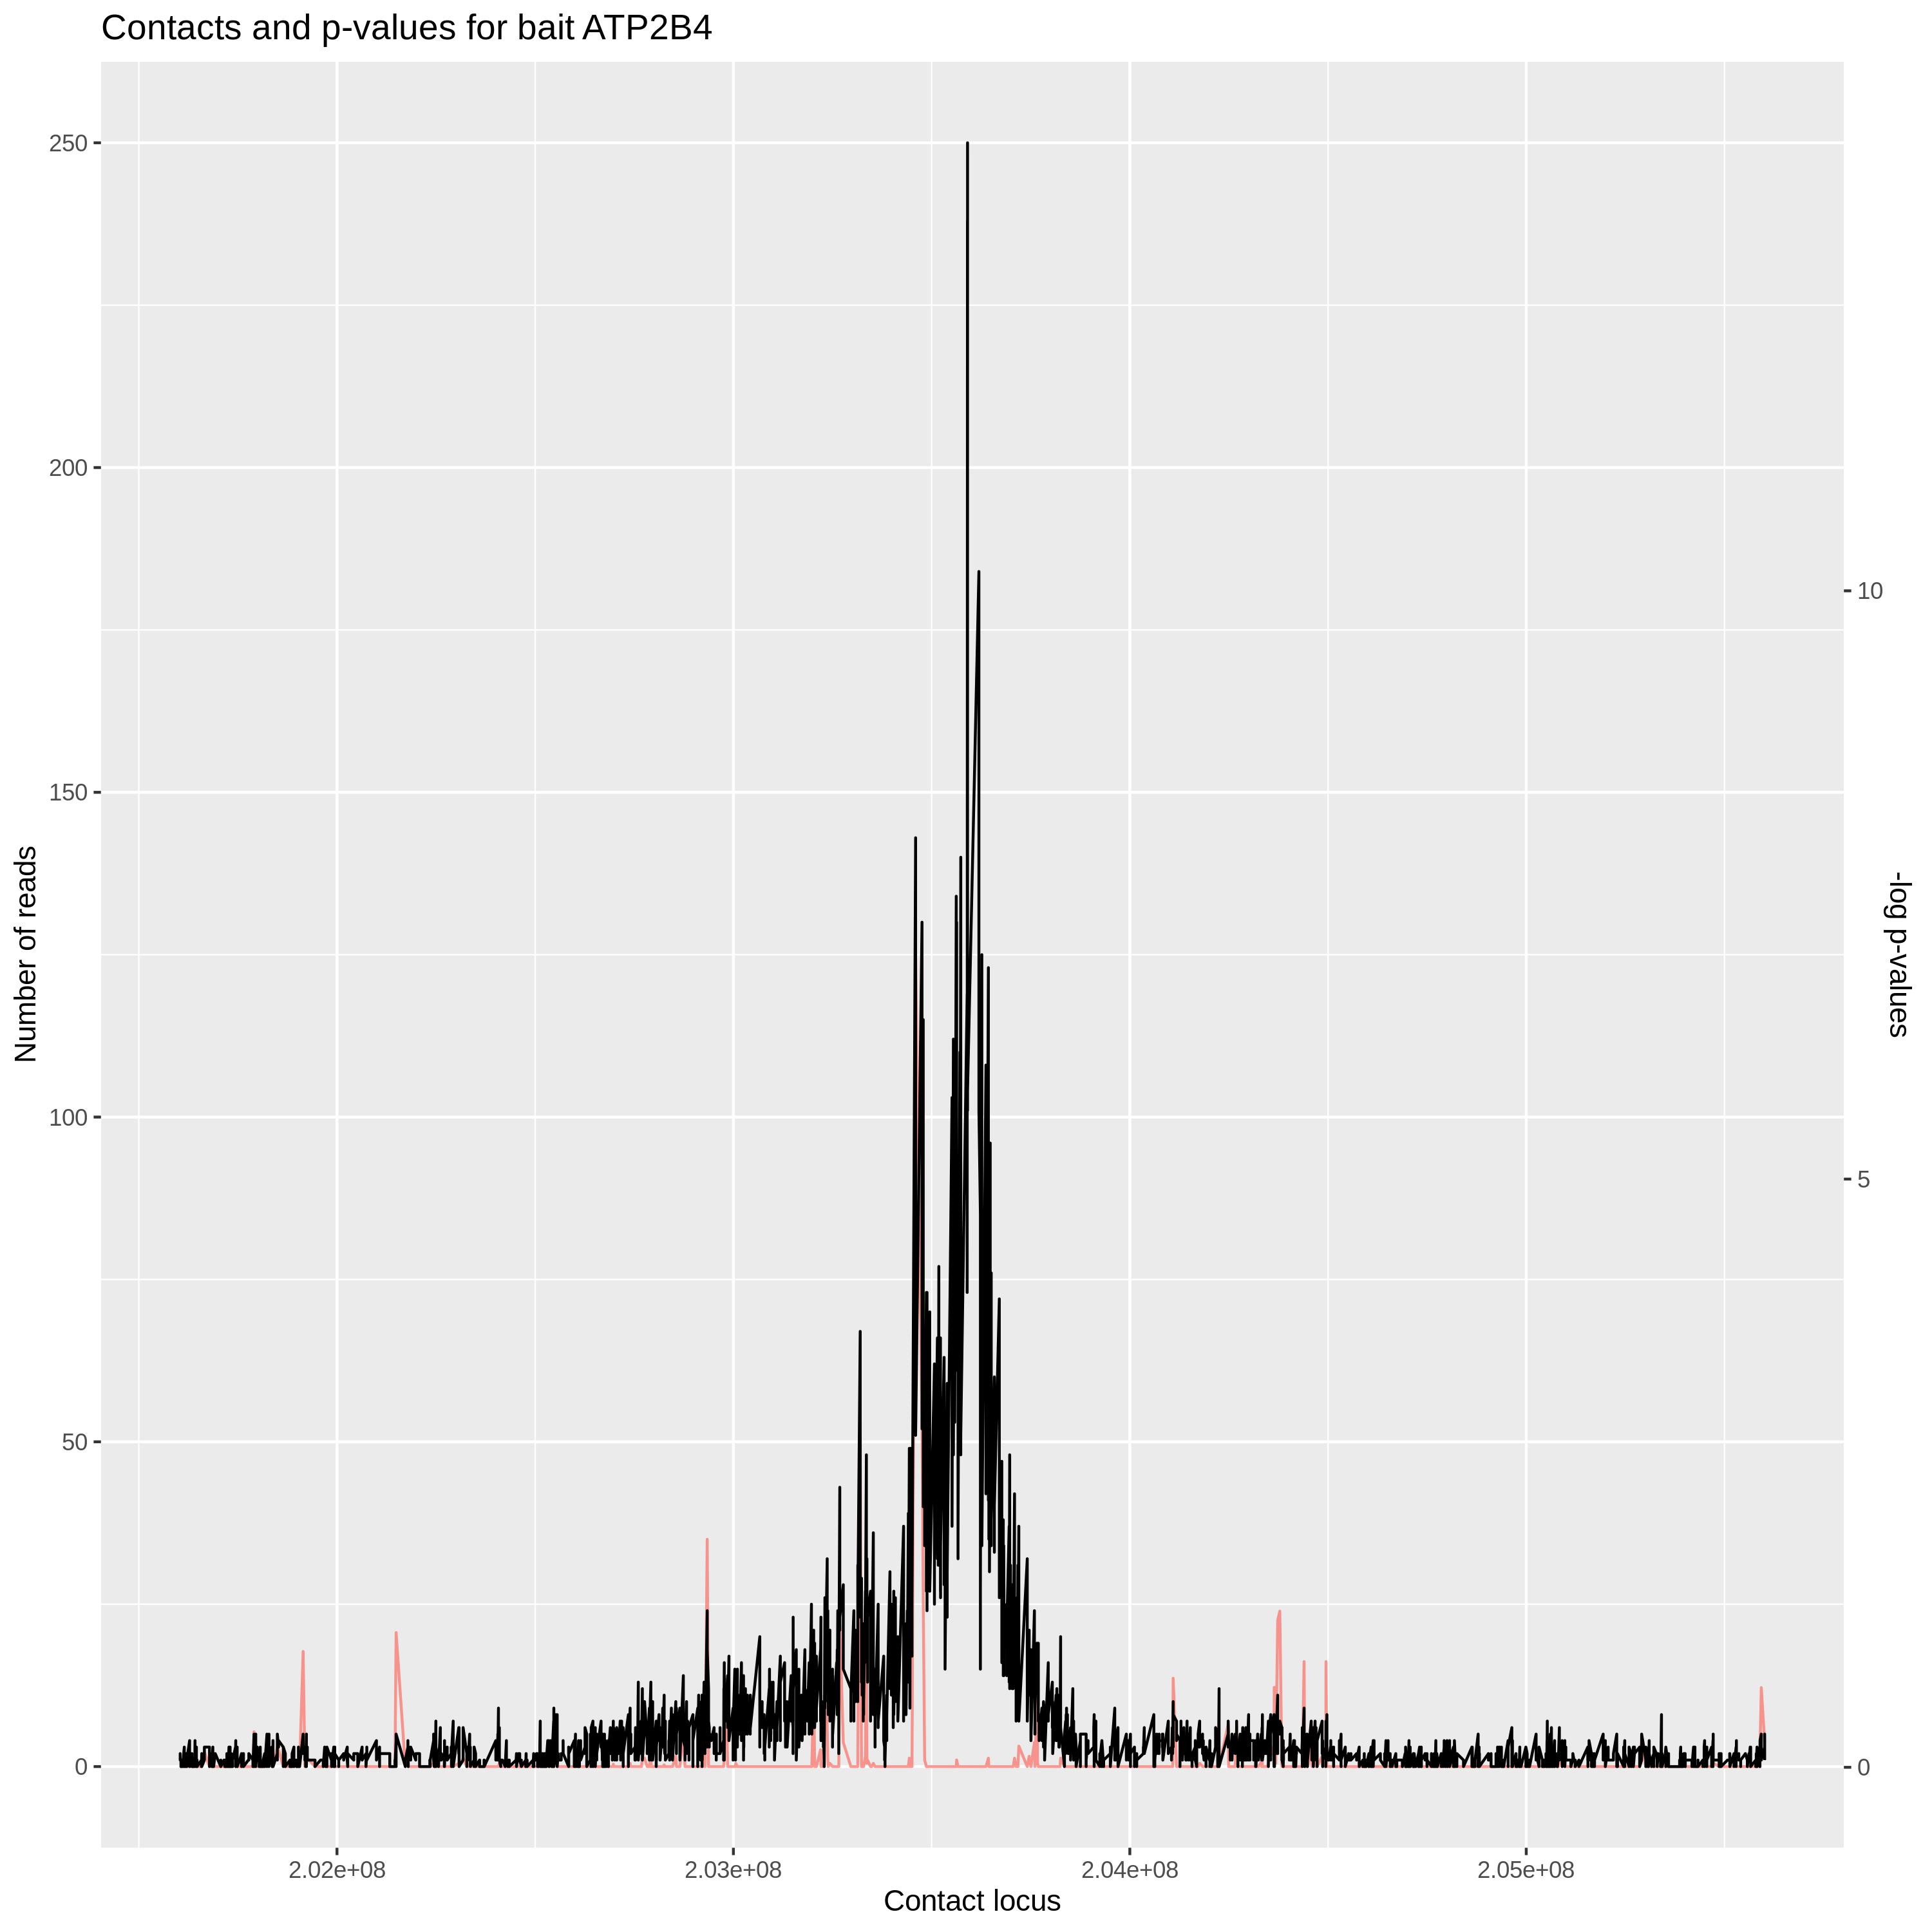 Contacts and p-values for bait ATP2B4
250
200
150
100
50
0
Number of reads
10
5
0
-log p-values
2.02e+08
2.03e+08
2.04e+08
2.05e+08
Contact locus